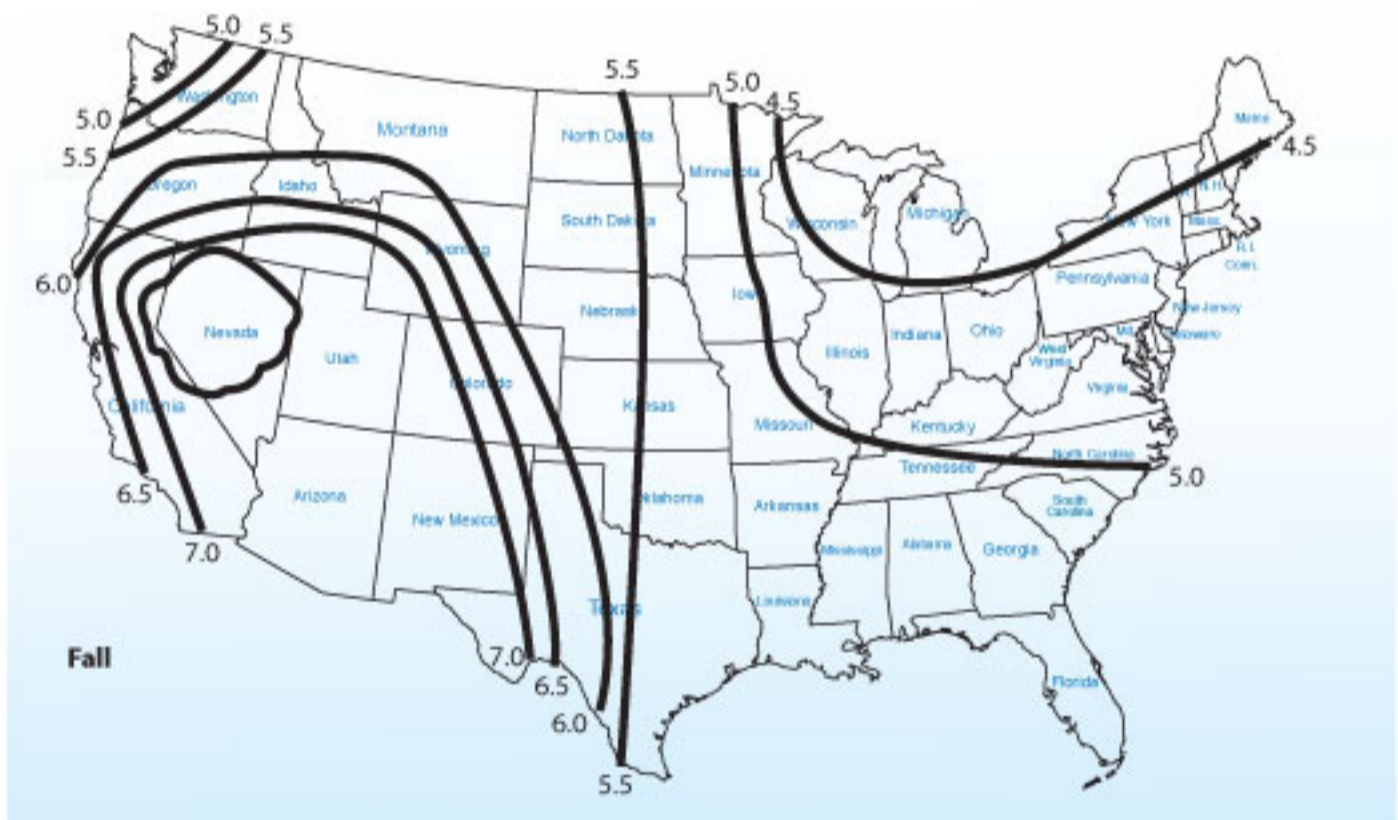 5.0 5.5
5.5
5.0
4.5
5.0
5.5
6.0
4.5
Washington
Montana
North Dakota
Minnesota
Maine
Oregon
Idaho
N.H.
South Dakota
Wisconsin
Michigan
New York
Mass.
Wyoming
R.I.
Conn.
Pennsylvania
Iowa
Nebraska
New Jersey
Nevada
Indiana
Ohio
Md.
Delaware
Utah
Illinois
West
Virginia
Colorado
Virginia
California
Kansas
Missouri
Kentucky
North Carolina
Tennessee
5.0
6.5
Arizona
New Mexico
Oklahoma
Arkansas
South
Carolina
7.0
Mississippi
Alabama
Georgia
Texas
Louisiana
Fall
7.0
6.5
6.0
5.5
Florida